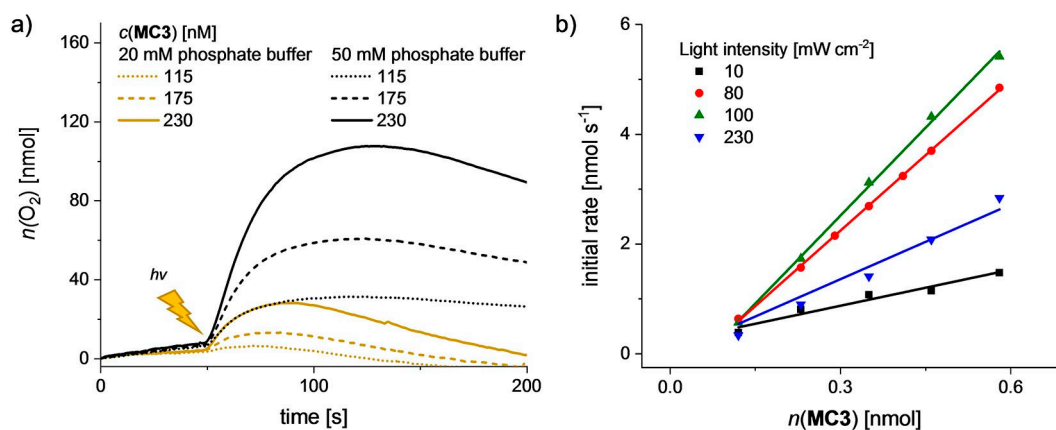 a)
c(MC3) [nM]
20 mM phosphate buffer 50 mM phosphate buffer
115 115
175 175
230 230
160
120
80
40
0
n(O₂) [nmol]
hv
0 100 200
time [s]
b)
Light intensity [mW cm⁻²]
10
80
100
230
6
4
2
0
initial rate [nmol s⁻¹]
0.0 0.3 0.6
n(MC3) [nmol]